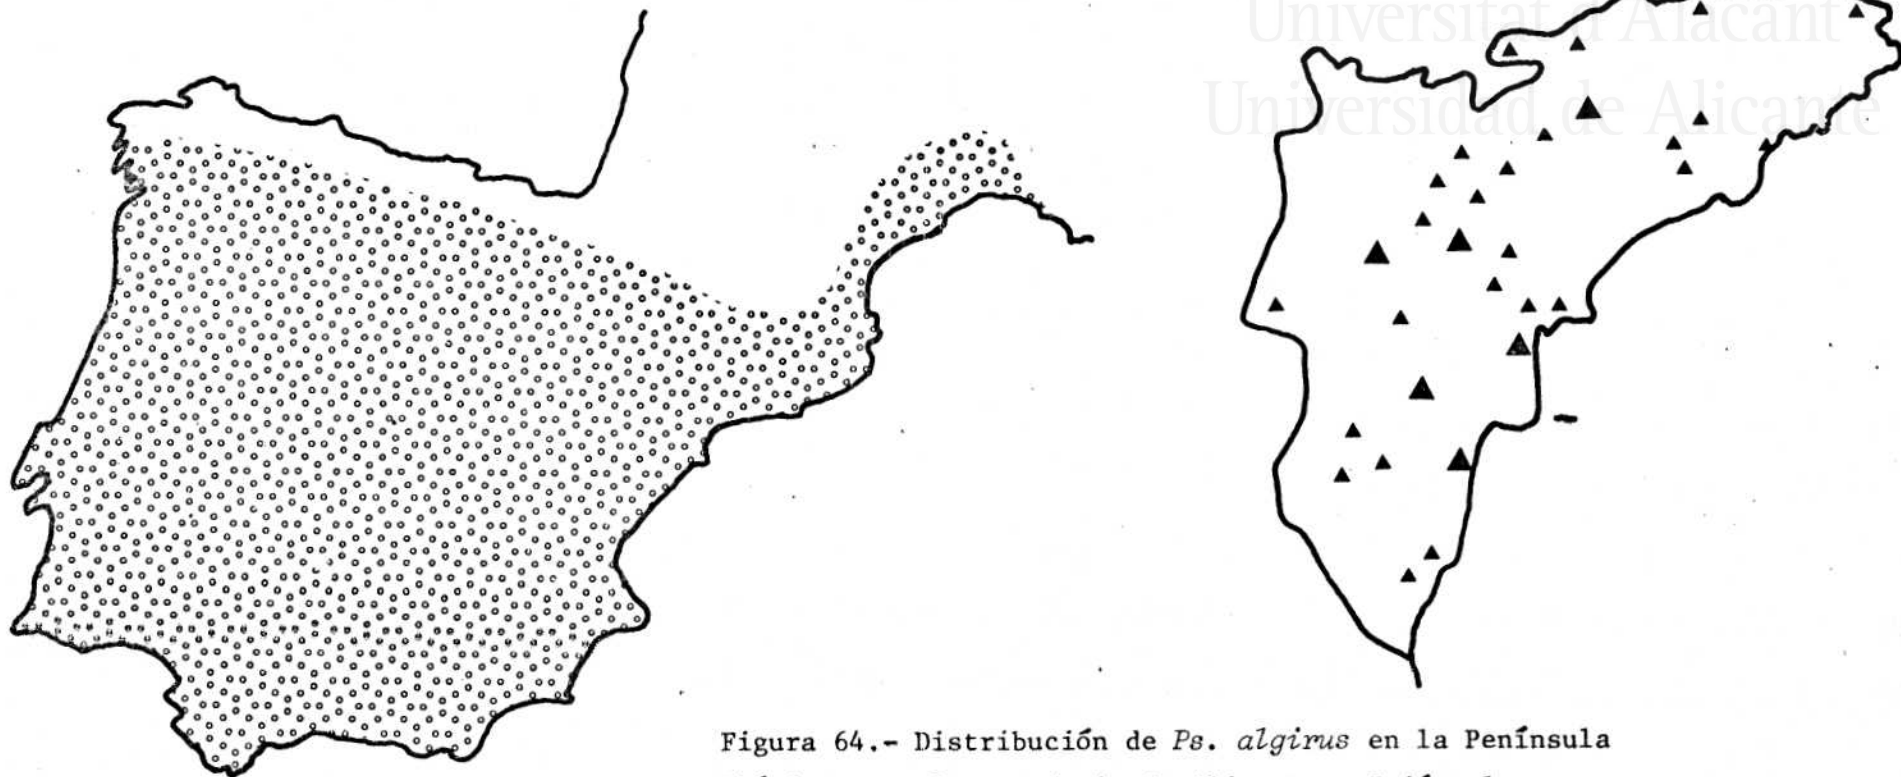 Universitat d'Alacant
Universidad de Alicante
Figura 64.- Distribución de Ps. algirus en la Península